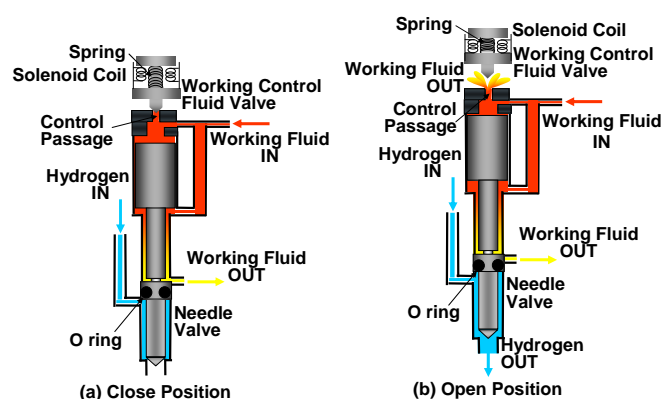 Spring
Solenoid Coil
Working Control
Fluid Valve
Control
Passage
Working Fluid
IN
Hydrogen
IN
Working Fluid
OUT
O ring
Needle
Valve
(a) Close Position
Spring
Solenoid Coil
Working Control
Fluid Valve
Working Fluid
OUT
Control
Passage
Working Fluid
IN
Hydrogen
IN
Working Fluid
OUT
O ring
Needle
Valve
Hydrogen
OUT
(b) Open Position